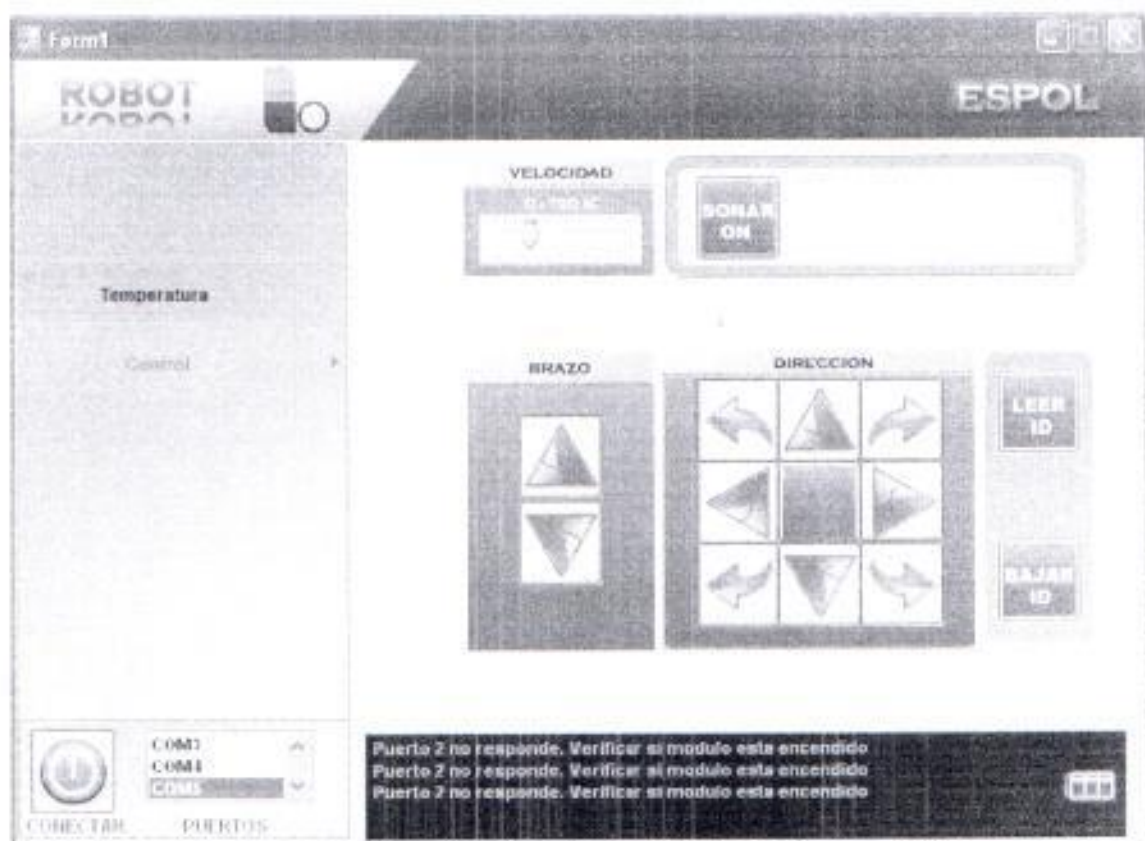 Form1
ROBOT
ESPOL
VELOCIDAD
SONAR
ON
Temperatura
Control
BRAZO
DIRECCION
LEER
ID
BAJAR
ID
COM3
COM4
COM5
CONECTAR
PUERTOS
Puerto 2 no responde. Verificar si modulo esta encendido
Puerto 2 no responde. Verificar si modulo esta encendido
Puerto 2 no responde. Verificar si modulo esta encendido